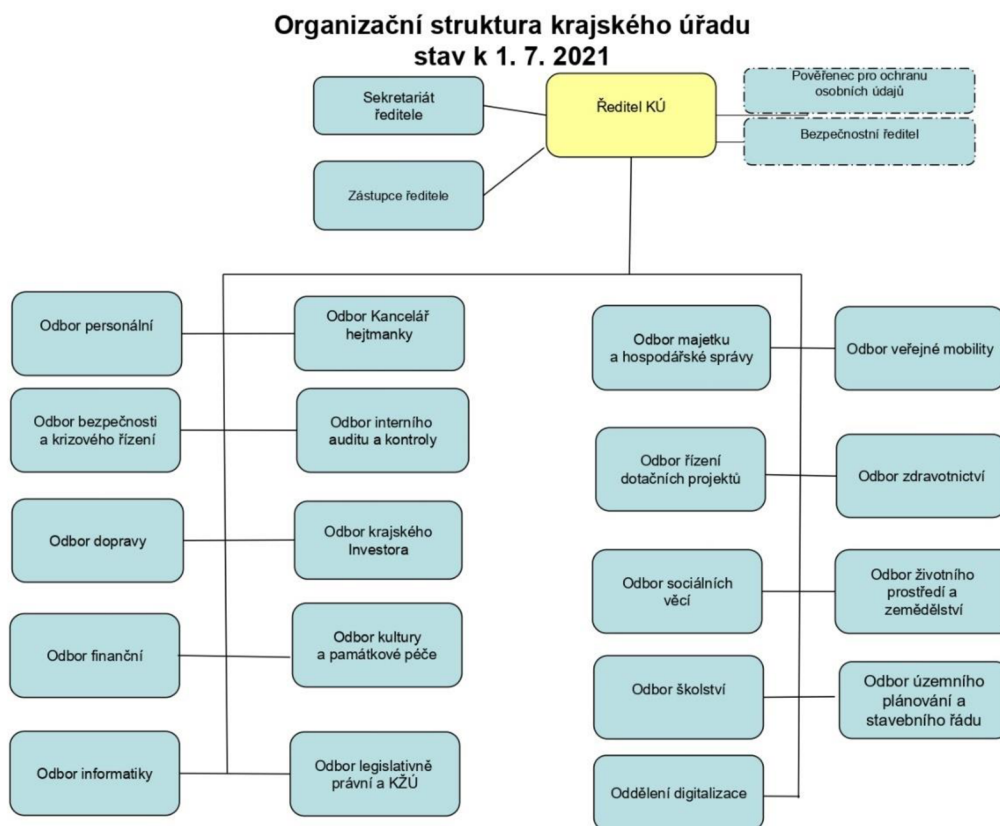 Organizační struktura krajského úřadu
stav k 1. 7. 2021
Sekretariát
ředitele
Ředitel KÚ
Pověřenec pro ochranu
osobních údajů
Bezpečnostní ředitel
Zástupce ředitele
Odbor personální
Odbor Kancelář
hejtmanky
Odbor majetku
a hospodářské správy
Odbor veřejné mobility
Odbor bezpečnosti
a krizového řízení
Odbor interního
auditu a kontroly
Odbor řízení
dotačních projektů
Odbor zdravotnictví
Odbor dopravy
Odbor krajského
Investora
Odbor sociálních
věcí
Odbor životního
prostředí a
zemědělství
Odbor finanční
Odbor kultury
a památkové péče
Odbor školství
Odbor územního
plánování a
stavebního řádu
Odbor informatiky
Odbor legislativně
právní a KŽÚ
Oddělení digitalizace